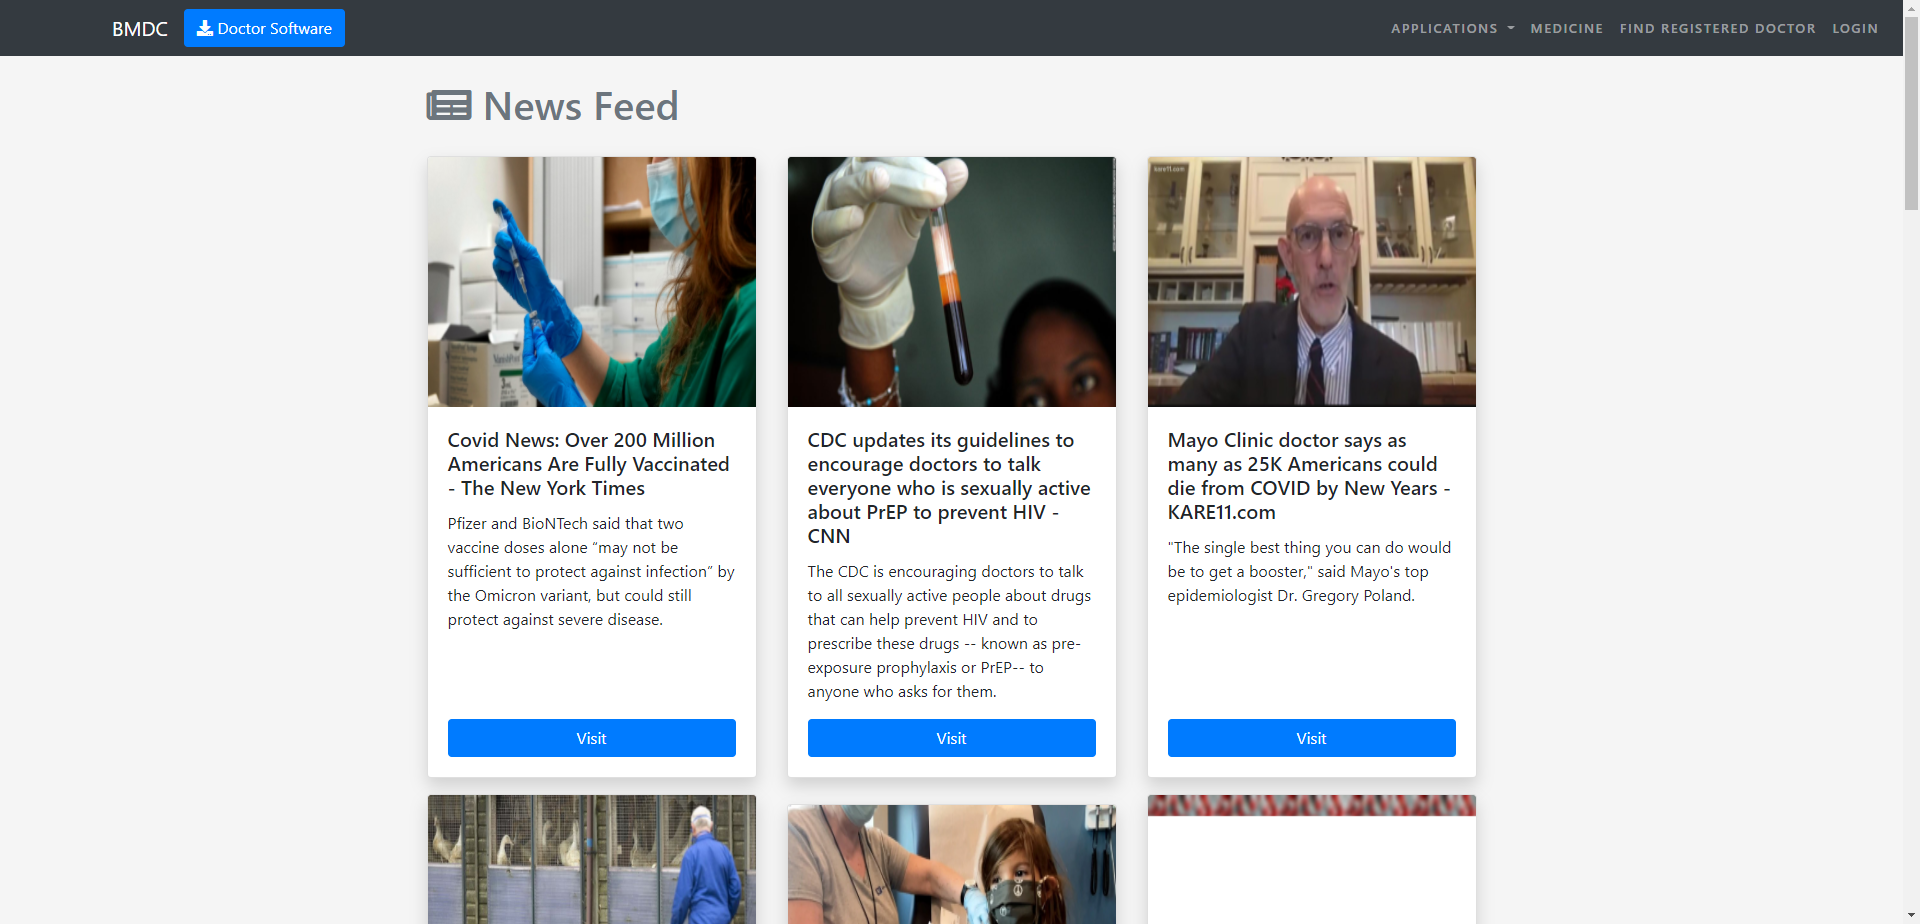 BMDC Doctor Software APPLICATIONS MEDICINE FIND REGISTERED DOCTOR LOGIN
News Feed
kare11.com
Covid News: Over 200 Million
Americans Are Fully Vaccinated
- The New York Times
Pfizer and BioNTech said that two
vaccine doses alone “may not be
sufficient to protect against infection” by
the Omicron variant, but could still
protect against severe disease.
Visit
CDC updates its guidelines to
encourage doctors to talk
everyone who is sexually active
about PrEP to prevent HIV -
CNN
The CDC is encouraging doctors to talk
to all sexually active people about drugs
that can help prevent HIV and to
prescribe these drugs -- known as pre-
exposure prophylaxis or PrEP-- to
anyone who asks for them.
Visit
Mayo Clinic doctor says as
many as 25K Americans could
die from COVID by New Years -
KARE11.com
"The single best thing you can do would
be to get a booster," said Mayo's top
epidemiologist Dr. Gregory Poland.
Visit